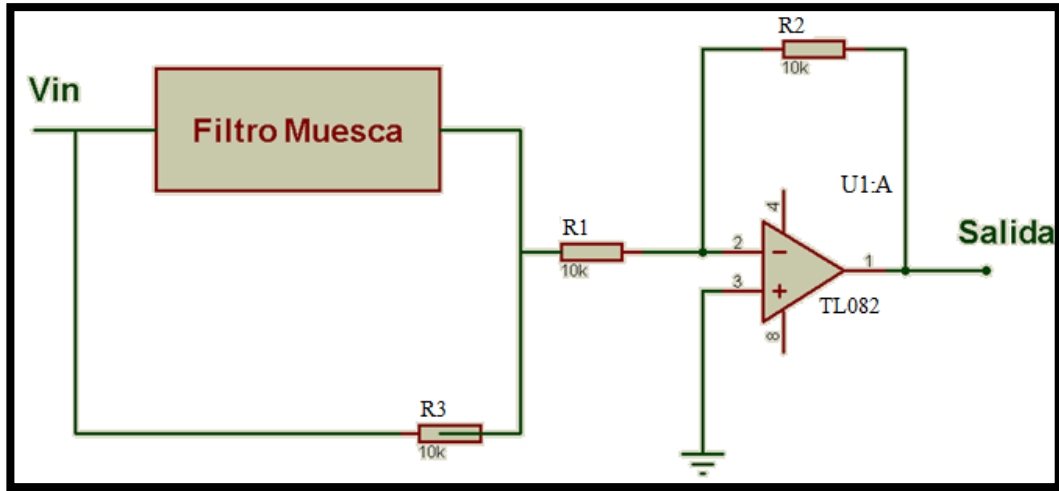 Vin
Filtro Muesca
R2
10k
U1:A
R1
10k
2
3
4
8
1
TL082
Salida
R3
10k